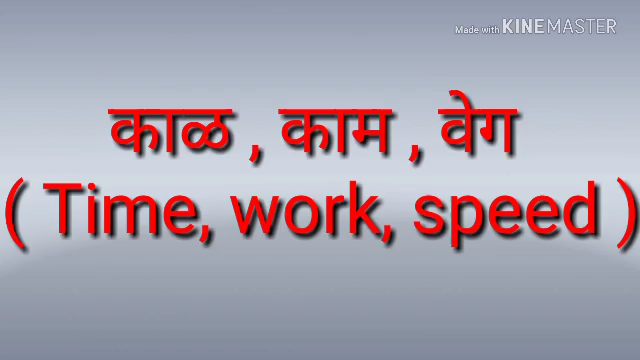 Made with KINEMASTER
काळ , काम , वेग
( Time, work, speed )